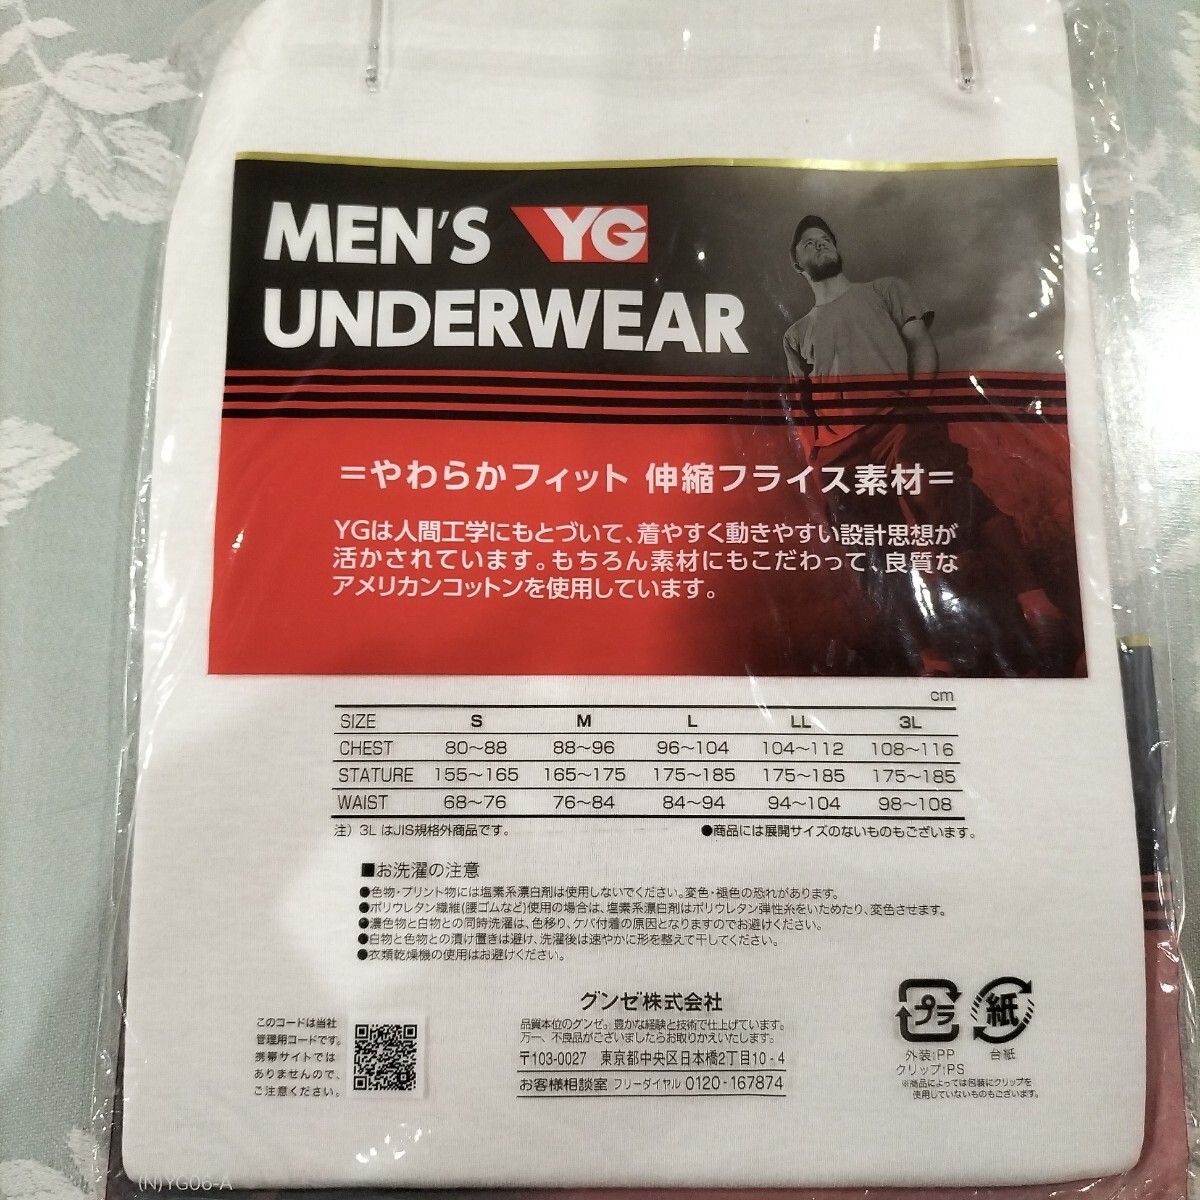 MEN'S YG
UNDERWEAR
=やわらかフィット 伸縮フライス素材=
YGは人間工学にもとづいて、着やすく動きやすい設計思想が
活かされています。もちろん素材にもこだわって、良質な
アメリカンコットンを使用しています。
cm
SIZE S M L LL 3L
CHEST 80〜88 88〜96 96〜104 104〜112 108〜116
STATURE 155〜165 165〜175 175〜185 175〜185 175〜185
WAIST 68〜76 76〜84 84〜94 94〜104 98〜108
注) 3L はJIS規格外商品です。 ●商品には展開サイズのないものもございます。
■お洗濯の注意
●色物・プリント物には塩素系漂白剤は使用しないでください。変色・褪色の恐れがあります。
●ポリウレタン繊維(腰ゴムなど)使用の場合は、塩素系漂白剤はポリウレタン弾性糸をいためたり、変色させます。
●濃色物と白物との同時洗濯は、色移り、ケバ付着の原因となりますのでお避けください。
●白物と色物との漬け置きは避け、洗濯後は速やかに形を整えて干してください。
●衣類乾燥機の使用はお避けください。
このコードは当社
管理用コードです。
携帯サイトでは
ありませんので、
ご注意ください。
グンゼ株式会社
品質本位のグンゼ。豊かな経験と技術で仕上げています。
万一、不良品がございましたらお取りかえいたします。
〒103-0027 東京都中央区日本橋2丁目10-4
お客様相談室 フリーダイヤル 0120-167874
プラ 紙
外装:PP 台紙
クリップ:PS
※商品によっては包装にクリップを
使用していないものもございます。
(N)YG06-A